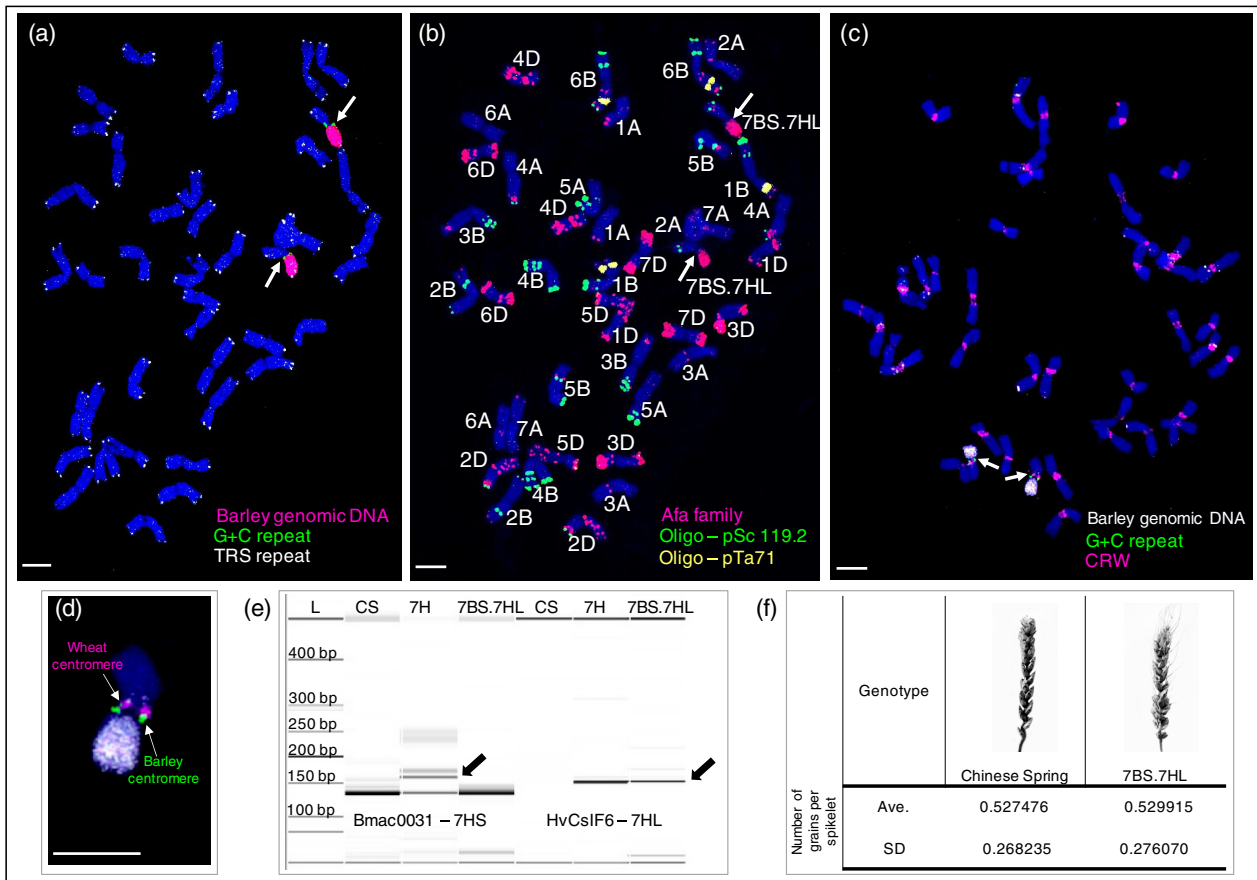 (a)
Barley genomic DNA
G+C repeat
TRS repeat
(b)
4D
6B
6B
2A
6A
1A
7BS.7HL
6D
4A
5B
5A
1B
4D
2A
7A
4A
3B
1A
7D
1D
4B
1B
7BS.7HL
2B
6D
5D
7D
3D
1D
3B
3A
5B
5A
6A
7A
5D
3D
2D
4B
3A
2B
2D
Afa family
Oligo – pSc 119.2
Oligo – pTa71
(c)
Barley genomic DNA
G+C repeat
CRW
(d)
Wheat
centromere
Barley
centromere
(e)
L CS 7H 7BS.7HL CS 7H 7BS.7HL
400 bp
300 bp
250 bp
200 bp
150 bp
100 bp
Bmac0031 – 7HS HvCsIF6 – 7HL
(f)
Genotype
Chinese Spring 7BS.7HL
Number of
grains per
spikelet
Ave. 0.527476 0.529915
SD 0.268235 0.276070